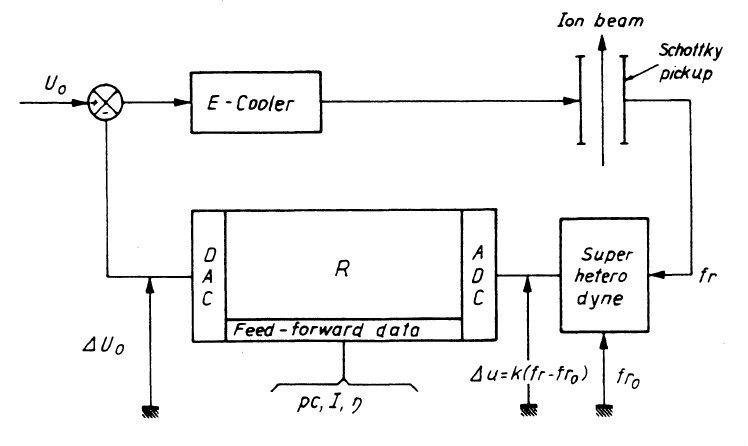 Ion beam
Schottky
pickup
U₀
+
-
E-Cooler
D
A
C
R
A
D
C
Super
hetero
dyne
fr
Feed-forward data
ΔU₀
Δu=k(fr-fr₀)
fr₀
pc, I, η